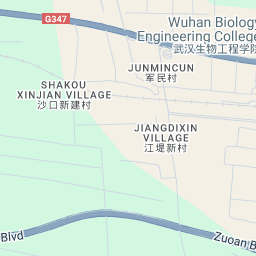 Wuhan Biology
Engineering College
武汉生物工程学院
G347
JUNMINCUN
军民村
SHAKOU
XINJIAN VILLAGE
沙口新建村
JIANGDIXIN
VILLAGE
江堤新村
Blvd
Zuoan B